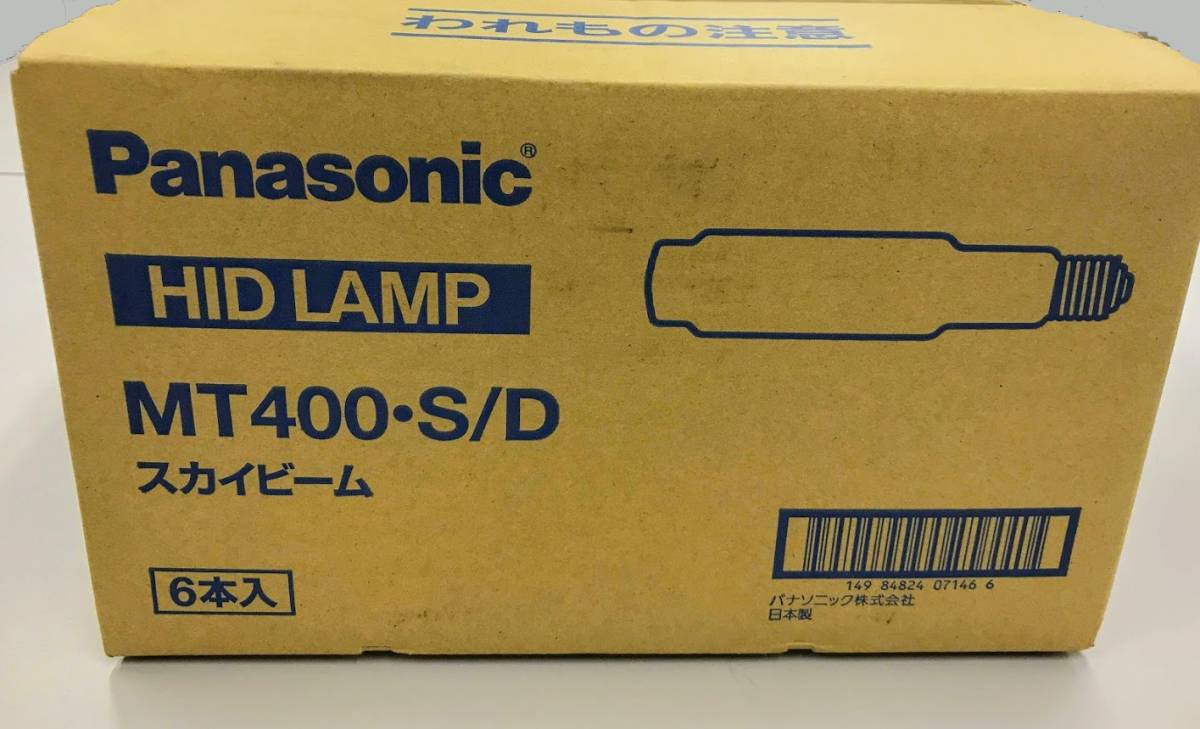 われもの注意
Panasonic®
HID LAMP
MT400・S/D
スカイビーム
6本入
149 84824 07146 6
パナソニック株式会社
日本製